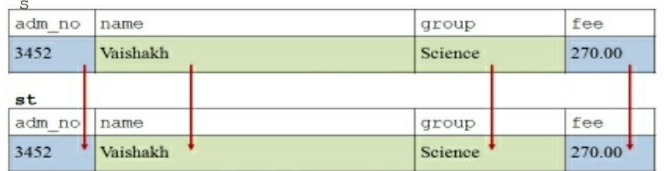 S
adm_no name group fee
3452 Vaishakh Science 270.00
st
adm_no name group fee
3452 Vaishakh Science 270.00